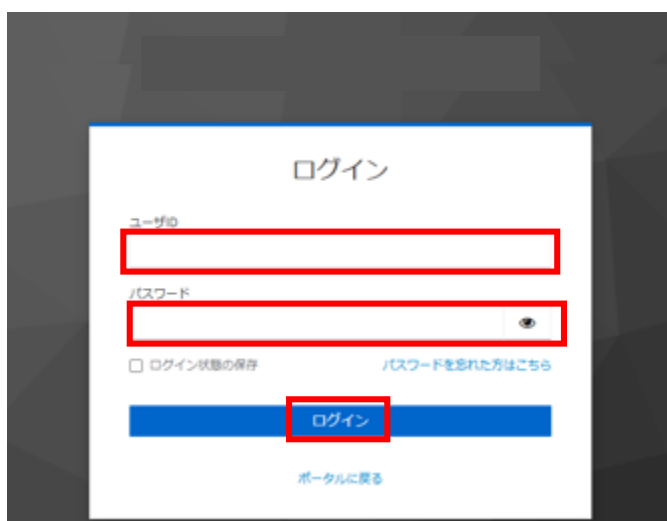 ログイン
ユーザID
パスワード
ログイン状態の保存 パスワードを忘れた方はこちら
ログイン
ポータルに戻る